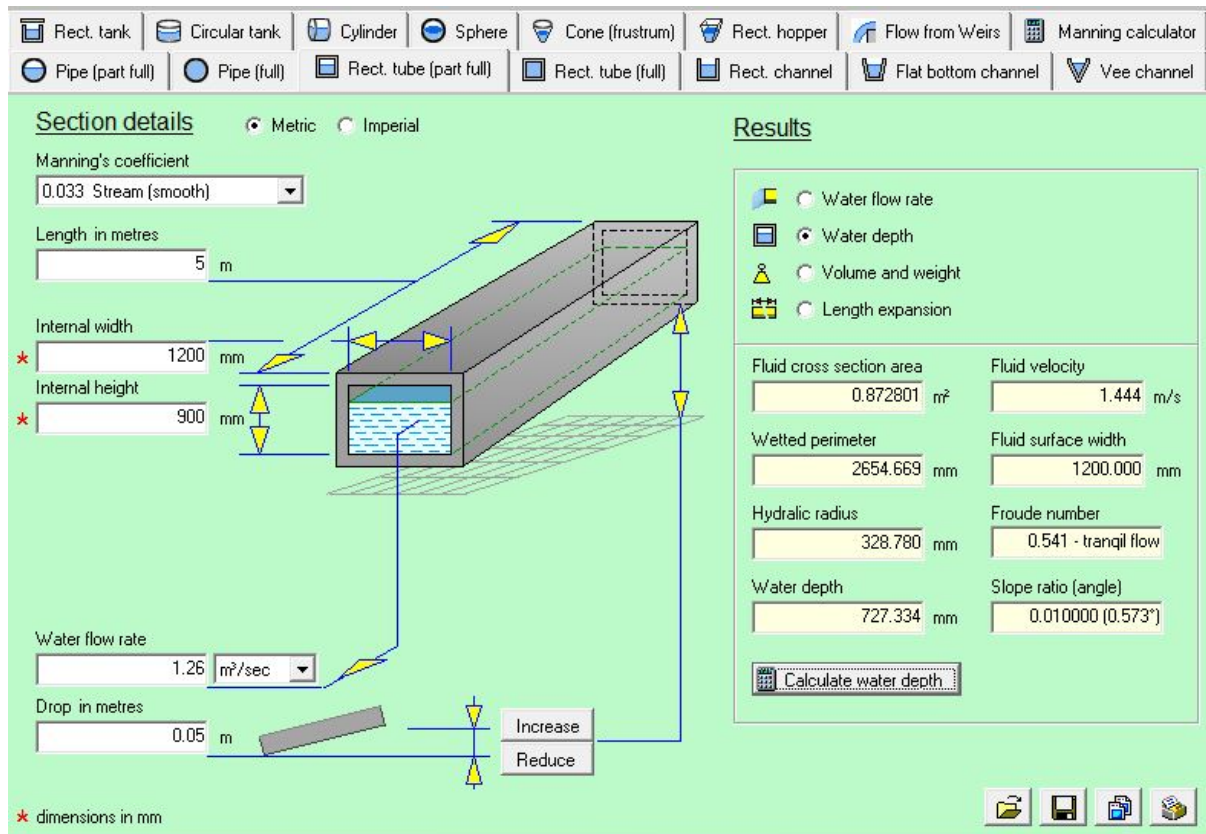 Rect. tank Circular tank Cylinder Sphere Cone (frustrum) Rect. hopper Flow from Weirs Manning calculator
Pipe (part full) Pipe (full) Rect. tube (part full) Rect. tube (full) Rect. channel Flat bottom channel Vee channel
Section details
Metric Imperial
Manning's coefficient
0.033 Stream (smooth)
Length in metres
5 m
Internal width
* 1200 mm
Internal height
* 900 mm
Water flow rate
1.26 m³/sec
Drop in metres
0.05 m
Increase
Reduce
* dimensions in mm
Results
Water flow rate
Water depth
Volume and weight
Length expansion
Fluid cross section area Fluid velocity
0.872801 m² 1.444 m/s
Wetted perimeter Fluid surface width
2654.669 mm 1200.000 mm
Hydralic radius Froude number
328.780 mm 0.541 - tranqil flow
Water depth Slope ratio (angle)
727.334 mm 0.010000 (0.573°)
Calculate water depth